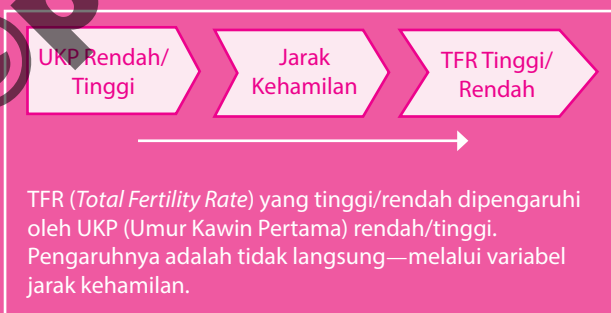 UKP Rendah/
Tinggi
Jarak
Kehamilan
TFR Tinggi/
Rendah
TFR (Total Fertility Rate) yang tinggi/rendah dipengaruhi
oleh UKP (Umur Kawin Pertama) rendah/tinggi.
Pengaruhnya adalah tidak langsung—melalui variabel
jarak kehamilan.